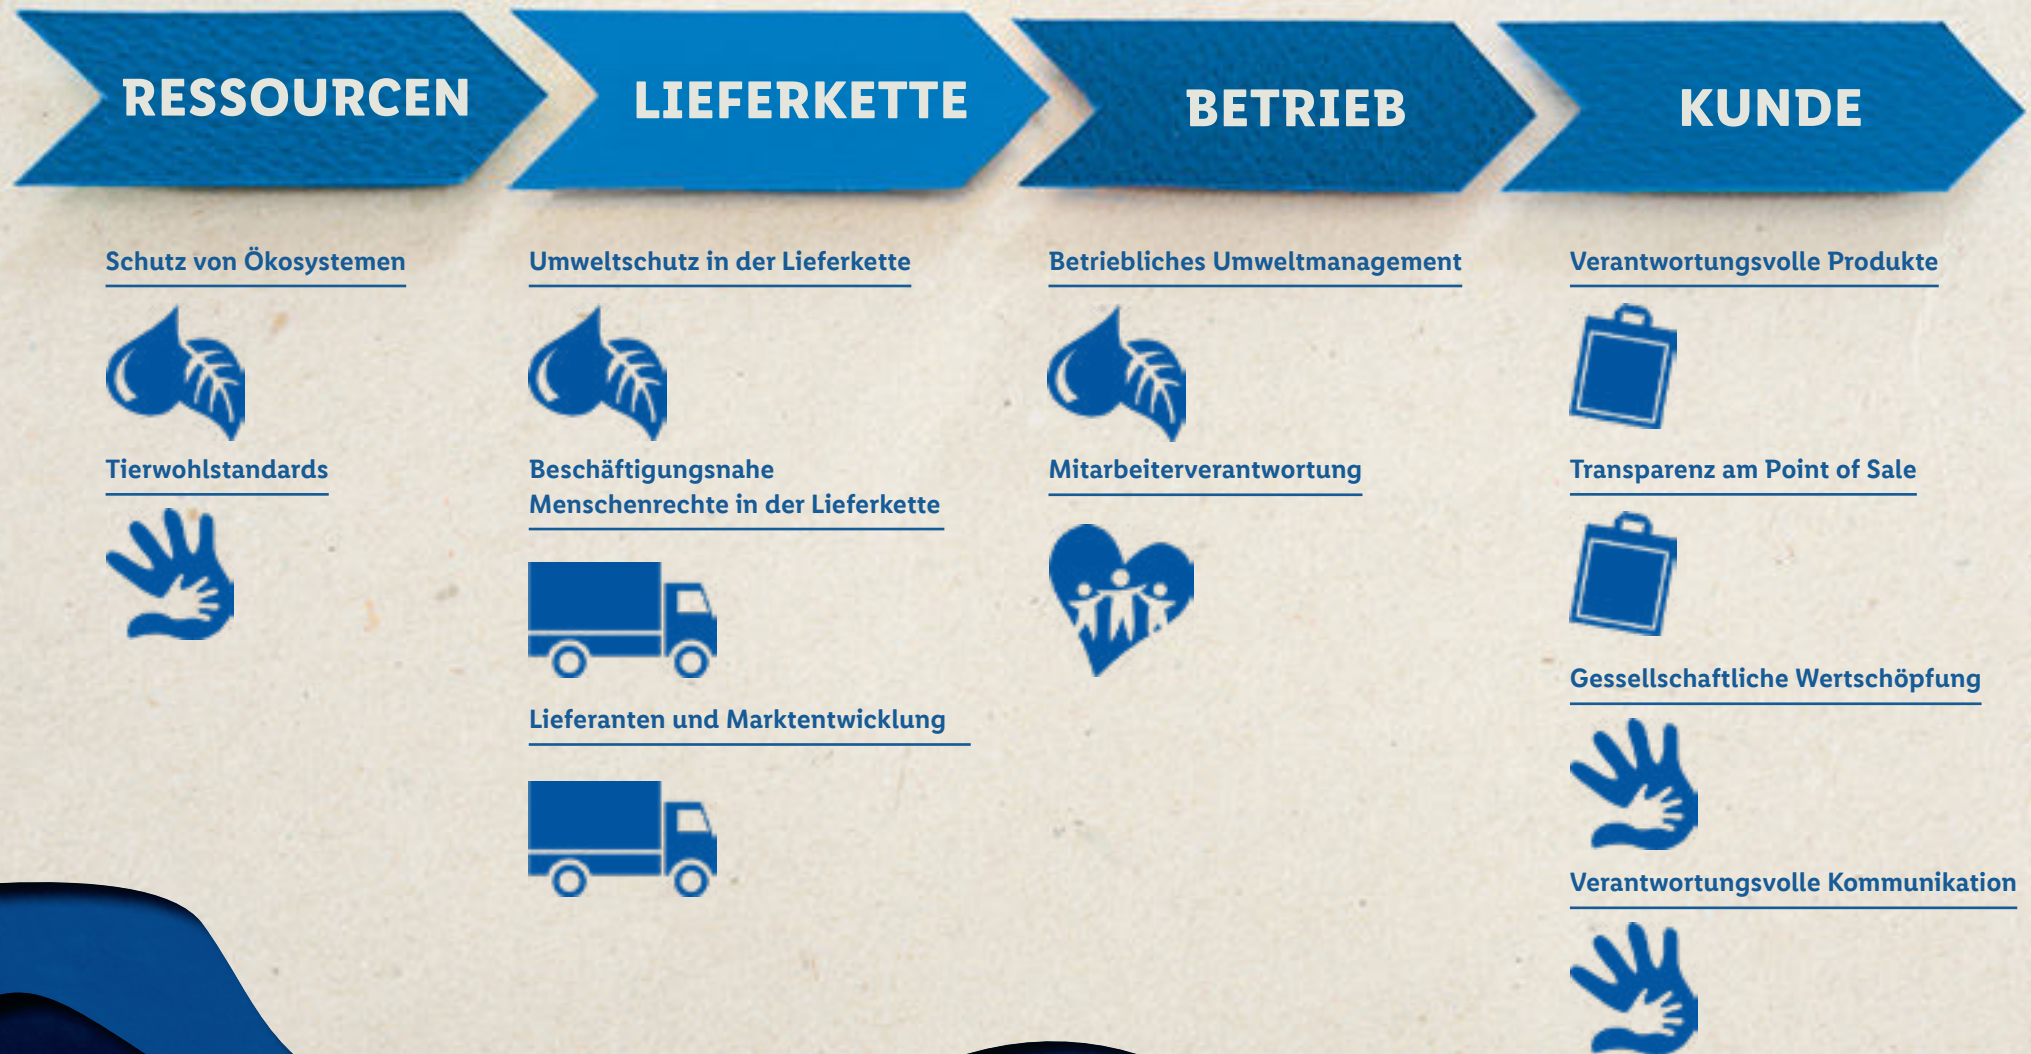 RESSOURCEN
LIEFERKETTE
BETRIEB
KUNDE
Schutz von Ökosystemen
Tierwohlstandards
Umweltschutz in der Lieferkette
Beschäftigungsnahe
Menschenrechte in der Lieferkette
Lieferanten und Marktentwicklung
Betriebliches Umweltmanagement
Mitarbeiterverantwortung
Verantwortungsvolle Produkte
Transparenz am Point of Sale
Gessellschaftliche Wertschöpfung
Verantwortungsvolle Kommunikation